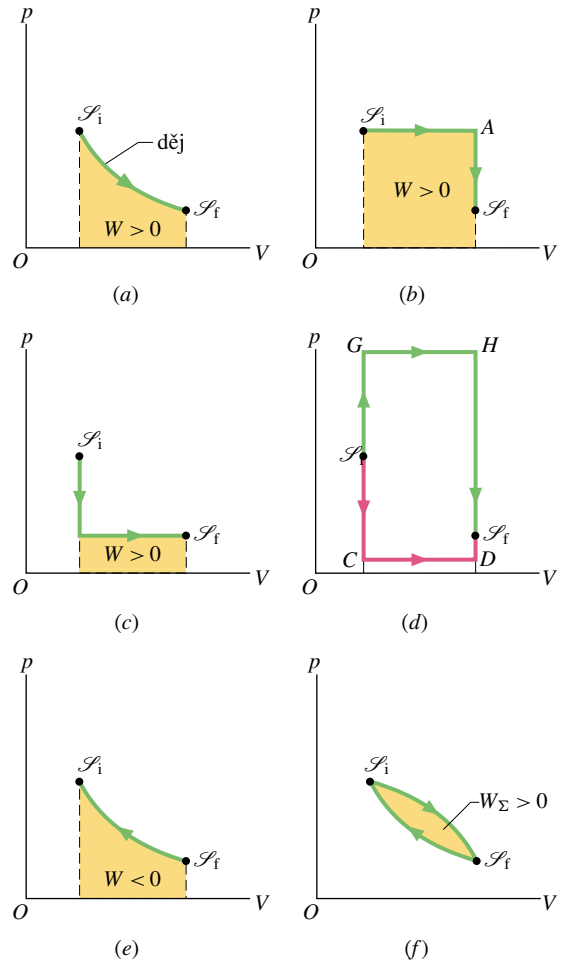 p
p
𝒮i
děj
𝒮i
A
W > 0
𝒮f
W > 0
𝒮f
O
V
O
V
(a)
(b)
p
p
G
H
𝒮i
𝒮i
W > 0
𝒮f
𝒮f
C
D
O
V
O
V
(c)
(d)
p
p
𝒮i
𝒮i
WΣ > 0
𝒮f
𝒮f
W < 0
O
V
O
V
(e)
(f)